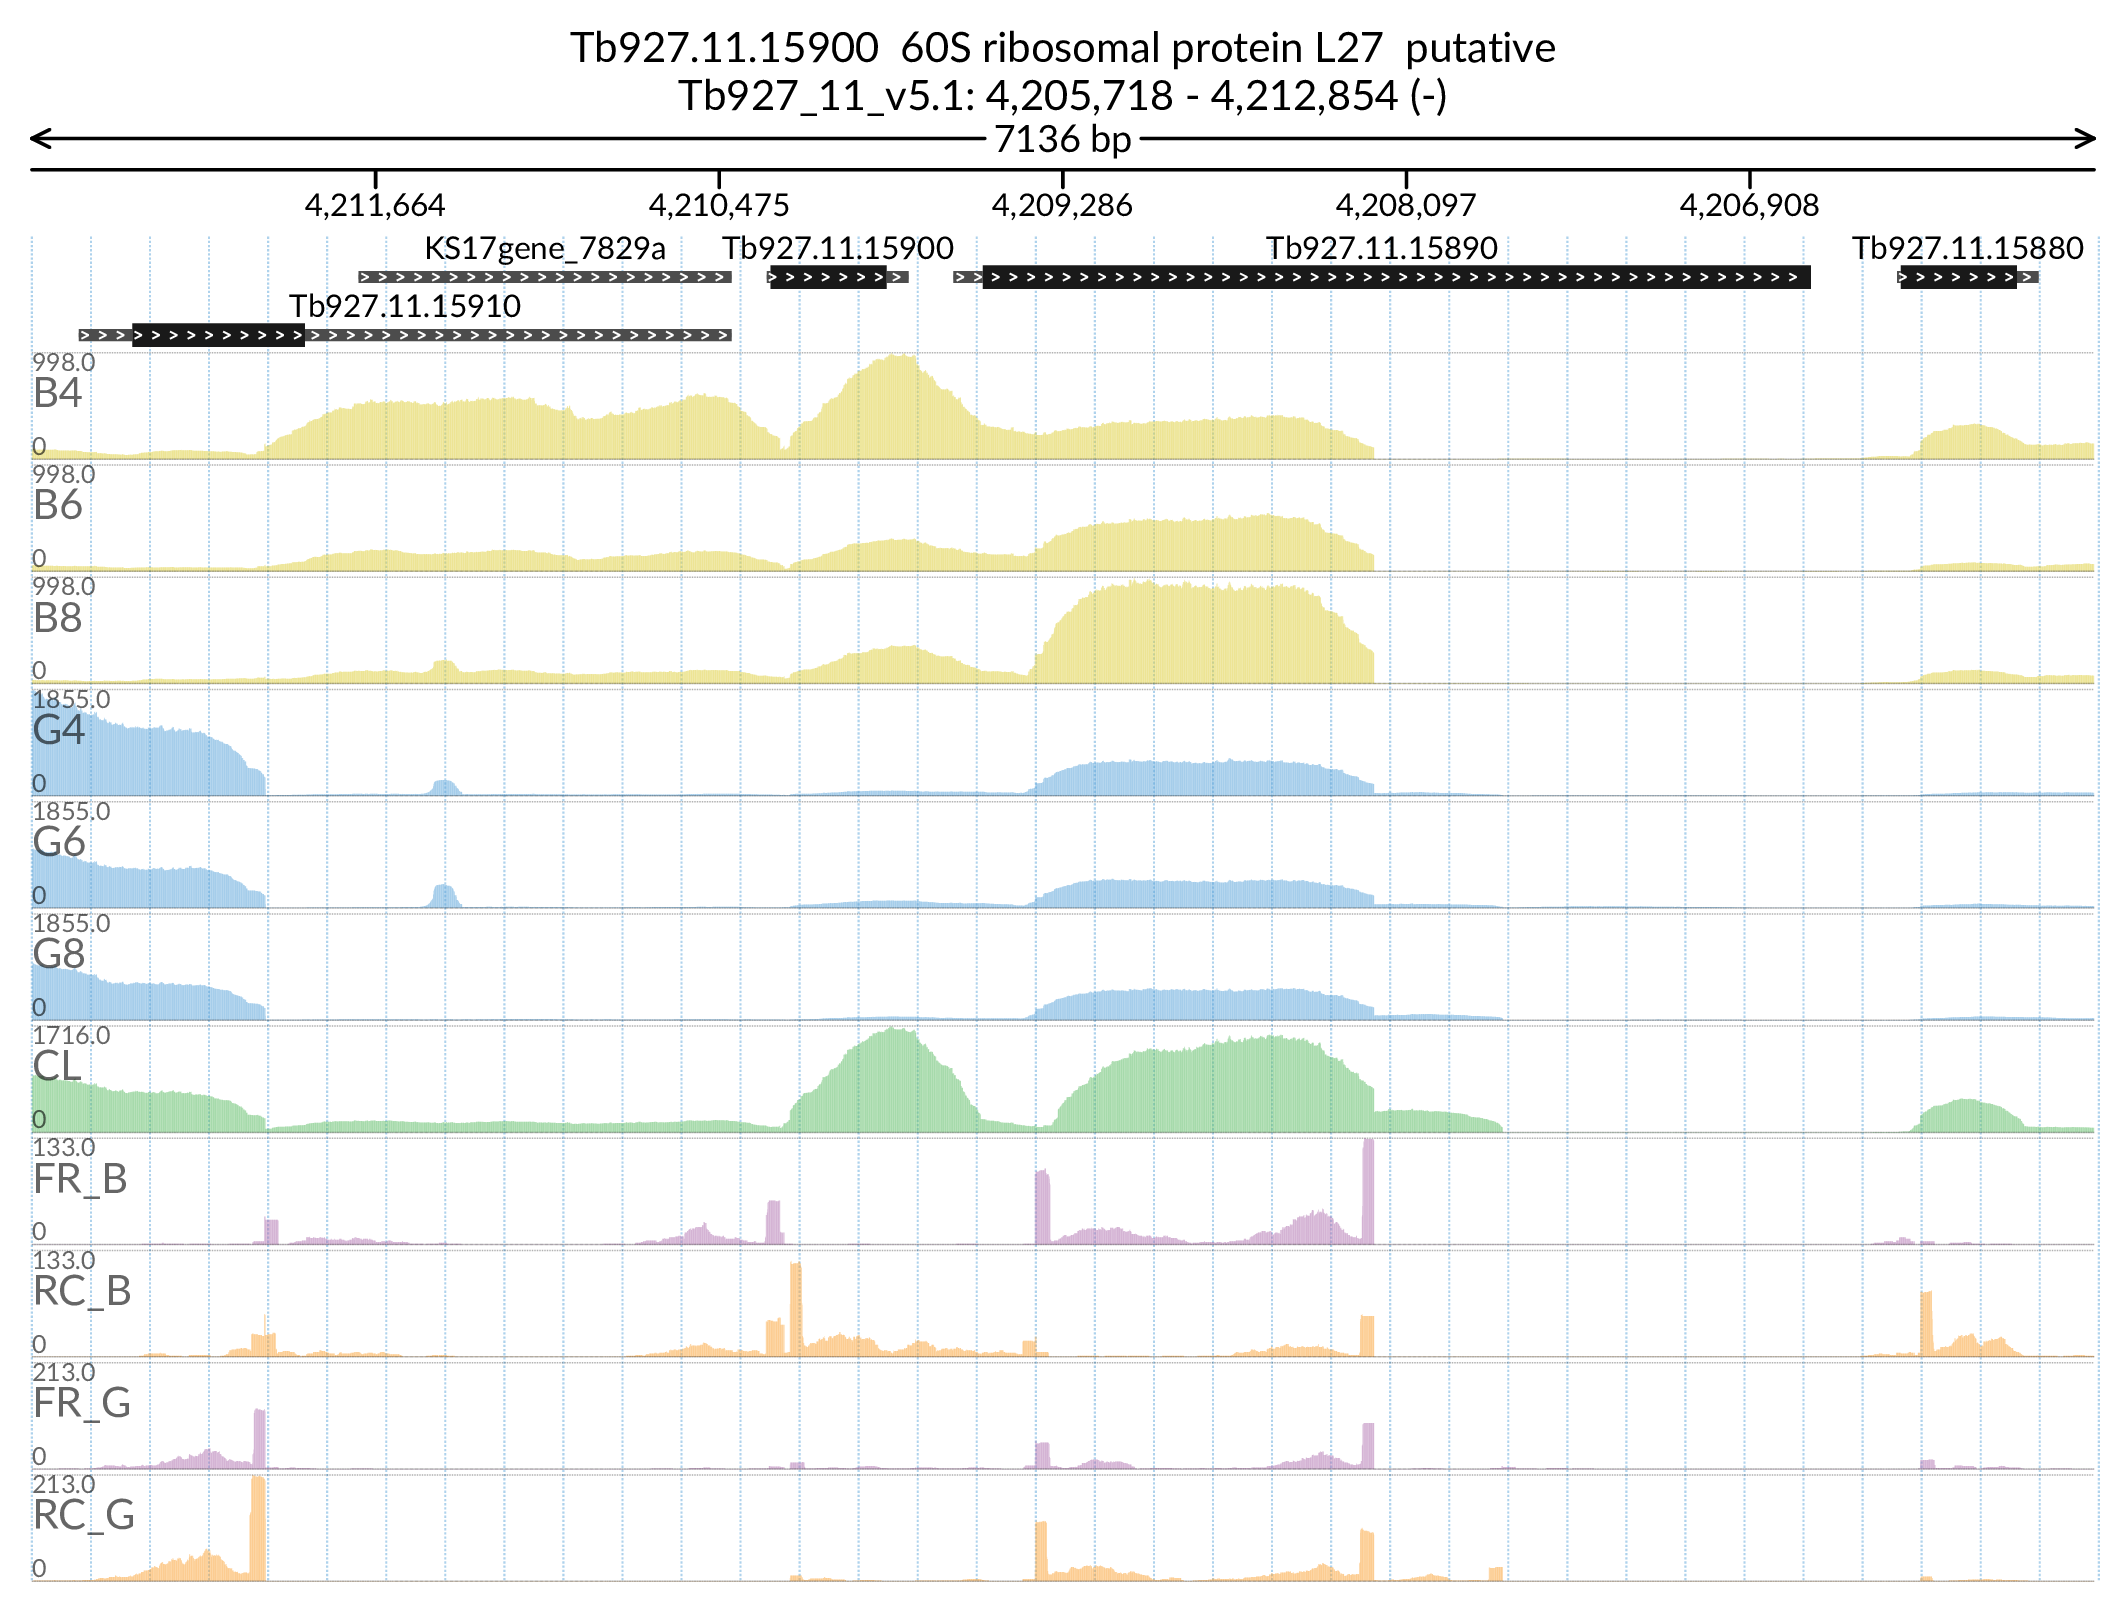 Tb927.11.15900 60S ribosomal protein L27 putative
Tb927_11_v5.1: 4,205,718 - 4,212,854 (-)
7136 bp
4,211,664 4,210,475 4,209,286 4,208,097 4,206,908
KS17gene_7829a Tb927.11.15900 Tb927.11.15890 Tb927.11.15880
Tb927.11.15910
998.0
B4
0
998.0
B6
0
998.0
B8
0
1855.0
G4
0
1855.0
G6
0
1855.0
G8
0
1716.0
CL
0
133.0
FR_B
0
133.0
RC_B
0
213.0
FR_G
0
213.0
RC_G
0